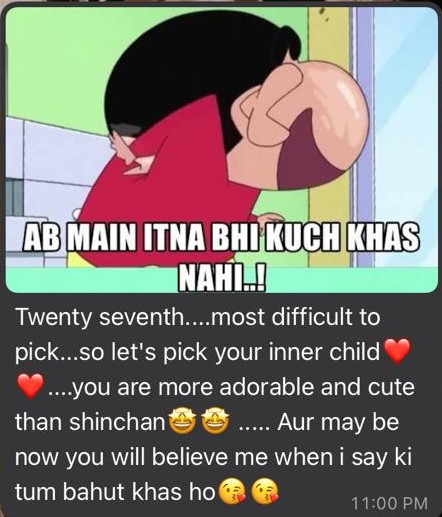 AB MAIN ITNA BHI KUCH KHAS
NAHI..!
Twenty seventh....most difficult to
pick...so let's pick your inner child❤️
❤️....you are more adorable and cute
than shinchan🤩🤩 ..... Aur may be
now you will believe me when i say ki
tum bahut khas ho😘😘
11:00 PM